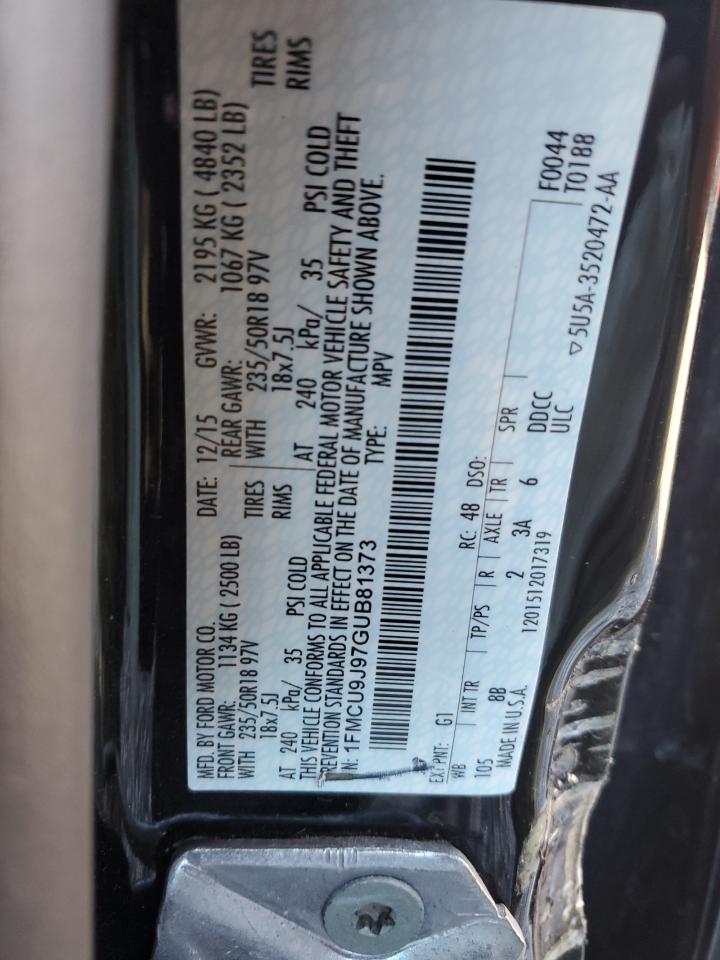 MFD. BY FORD MOTOR CO.
DATE: 12/15 GVWR: 2195 KG ( 4840 LB)
FRONT GAWR: 1134 KG ( 2500 LB)
REAR GAWR: 1067 KG ( 2352 LB)
WITH 235/50R18 97V TIRES
WITH 235/50R18 97V TIRES
18x7.5J RIMS
18x7.5J RIMS
AT 240 kPa/ 35 PSI COLD
AT 240 kPa/ 35 PSI COLD
THIS VEHICLE CONFORMS TO ALL APPLICABLE FEDERAL MOTOR VEHICLE SAFETY AND THEFT
PREVENTION STANDARDS IN EFFECT ON THE DATE OF MANUFACTURE SHOWN ABOVE.
N: 1FMCU9J97GUB81373 TYPE: MPV
EXT PNT: G1 RC: 48 DSO: F0044
T0188
WB INT TR TP/PS R AXLE TR SPR
105 8B 2 3A 6 DDCC
ULC
MADE IN U.S.A. 1201512017319 5U5A-3520472-AA